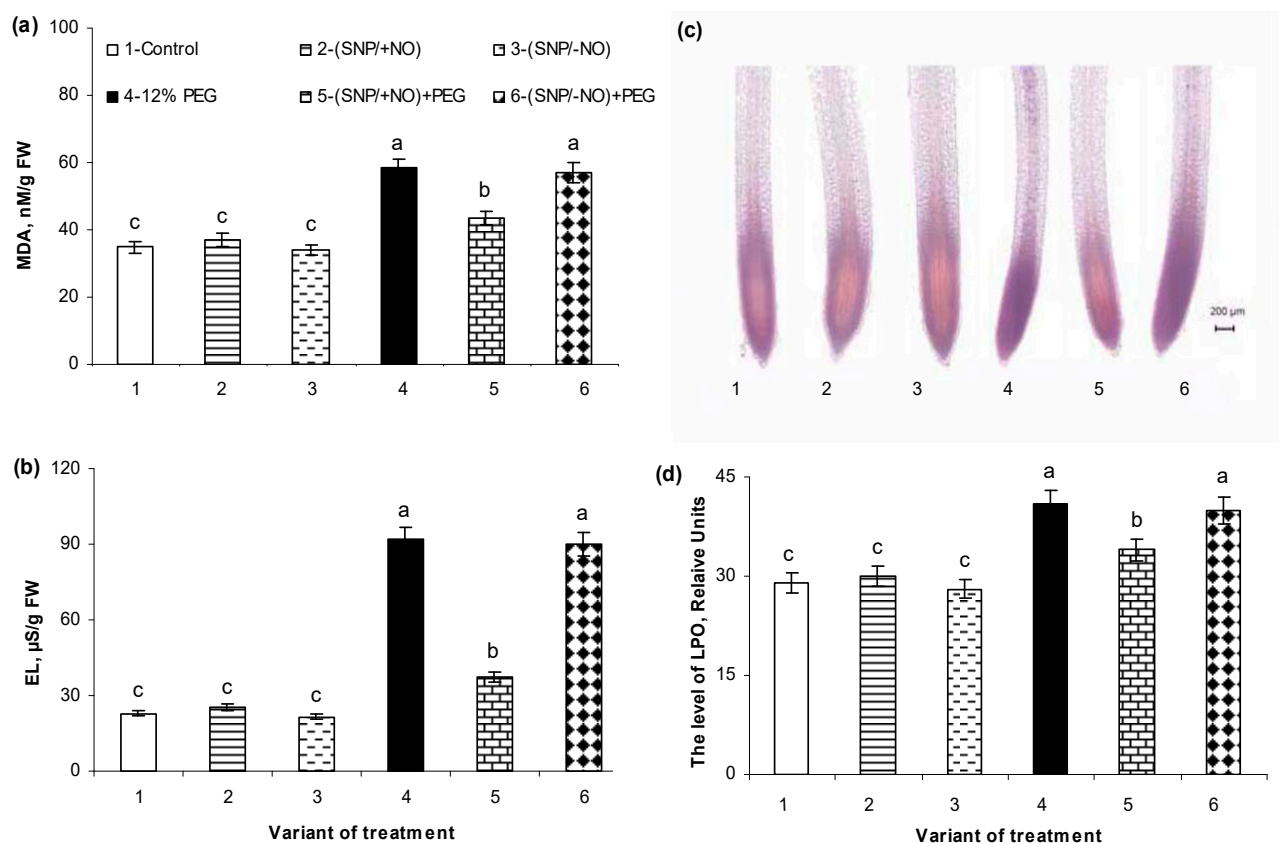 (a)
100
80
60
40
20
0
MDA, nM/g FW
1-Control 2-(SNP/+NO) 3-(SNP/-NO)
4-12% PEG 5-(SNP/+NO)+PEG 6-(SNP/-NO)+PEG
c c c a b a
1 2 3 4 5 6
(c)
200 µm
1 2 3 4 5 6
(b)
120
90
60
30
0
EL, µS/g FW
c c c a b a
1 2 3 4 5 6
Variant of treatment
(d)
45
30
15
0
The level of LPO, Relaive Units
c c c a b a
1 2 3 4 5 6
Variant of treatment